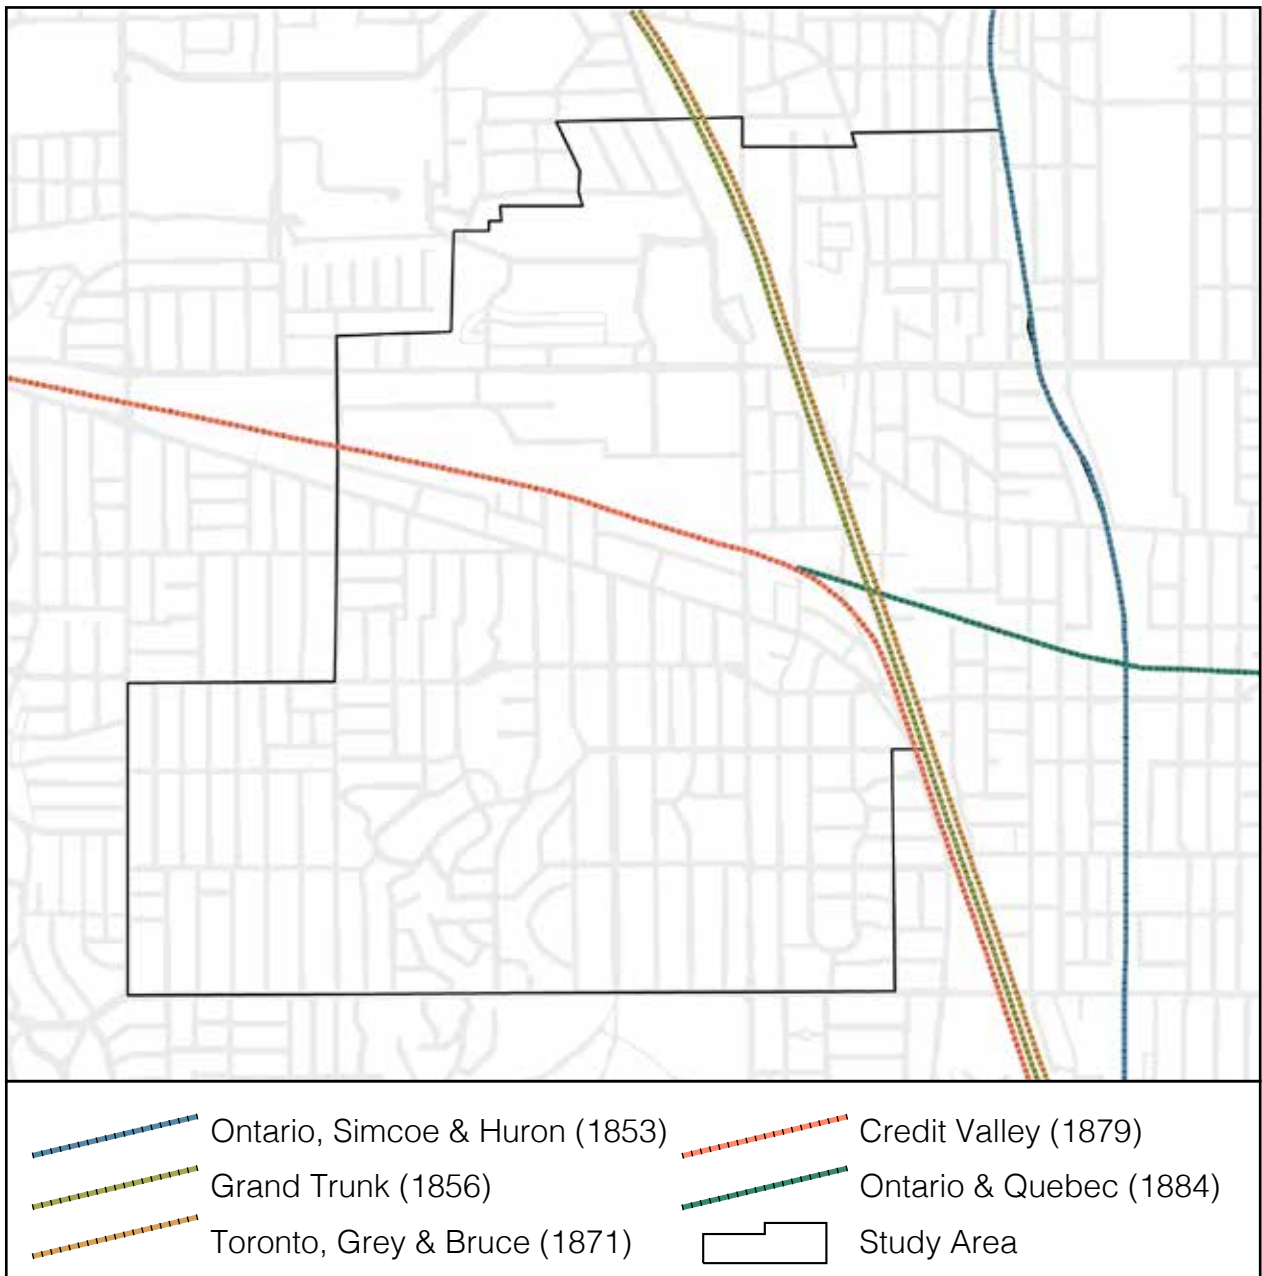 Ontario, Simcoe & Huron (1853)
Grand Trunk (1856)
Toronto, Grey & Bruce (1871)
Credit Valley (1879)
Ontario & Quebec (1884)
Study Area